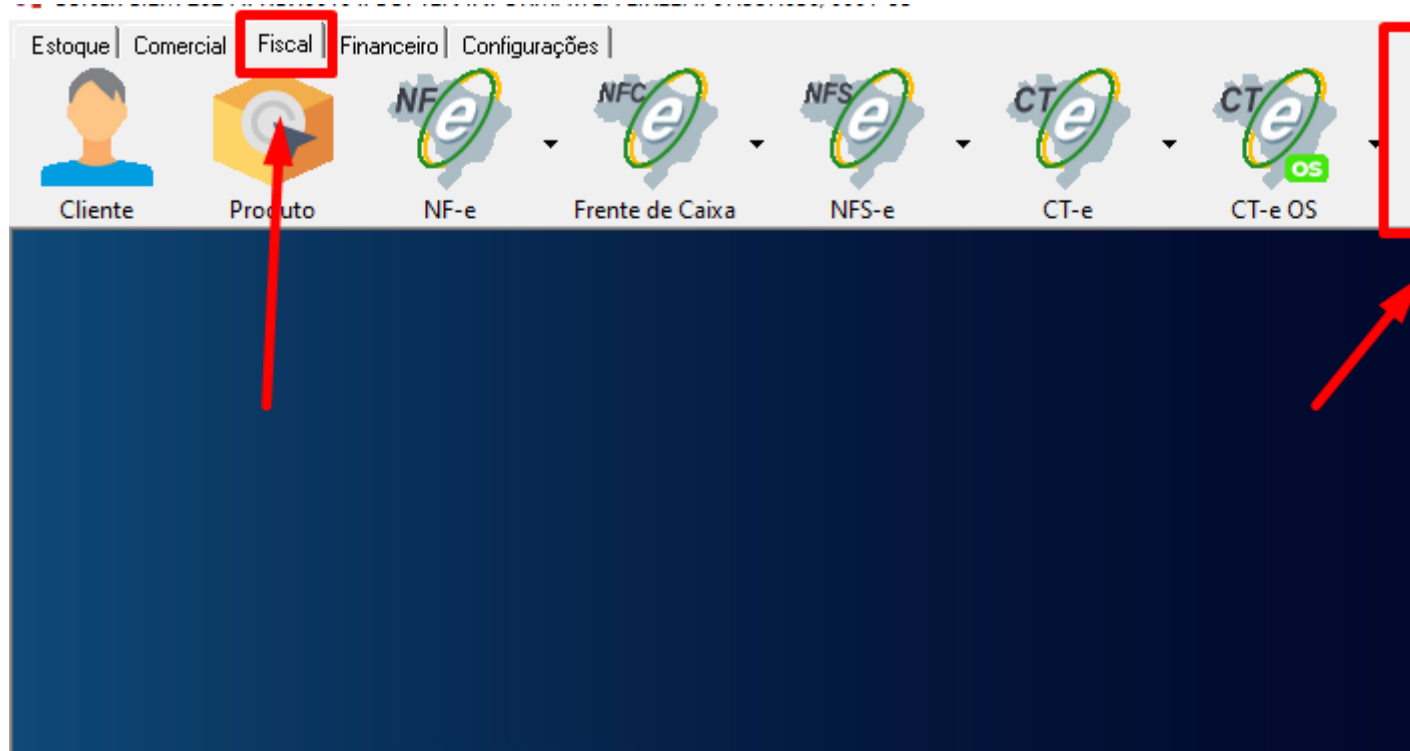 Estoque Comercial Fiscal Financeiro Configurações
NF e NFC e NFS e CT e CT e
os
Cliente Produto NF-e Frente de Caixa NFS-e CT-e CT-e OS